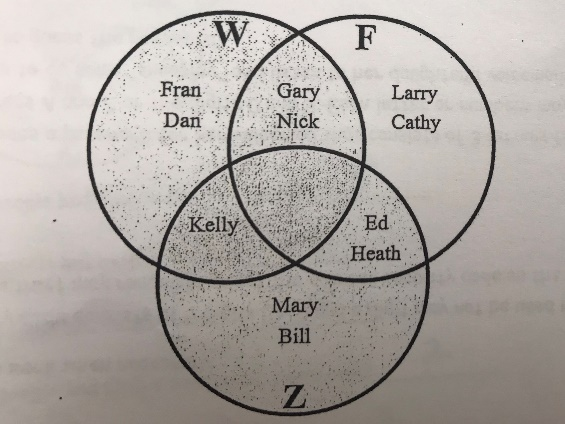 W
F
Fran
Dan
Gary
Nick
Larry
Cathy
Kelly
Ed
Heath
Mary
Bill
Z